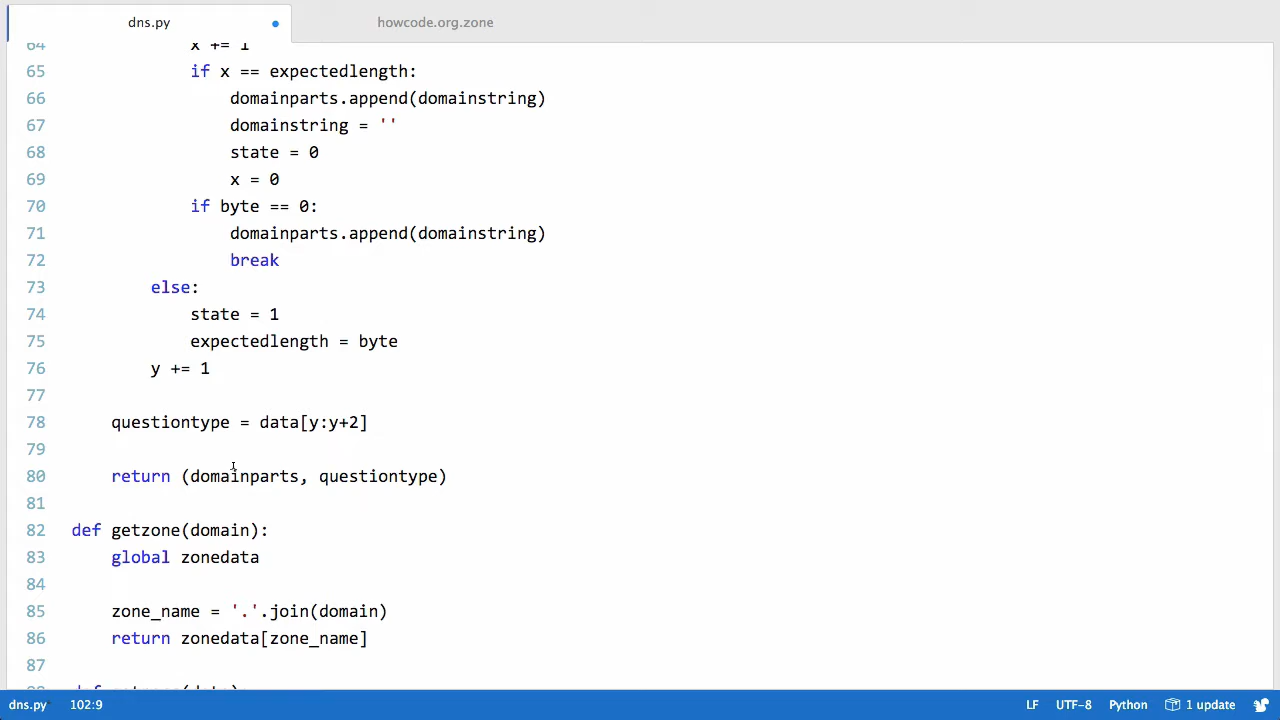 dns.py
howcode.org.zone
64 x += 1
65 if x == expectedlength:
66 domainparts.append(domainstring)
67 domainstring = ''
68 state = 0
69 x = 0
70 if byte == 0:
71 domainparts.append(domainstring)
72 break
73 else:
74 state = 1
75 expectedlength = byte
76 y += 1
77
78 questiontype = data[y:y+2]
79
80 return (domainparts, questiontype)
81
82 def getzone(domain):
83 global zonedata
84
85 zone_name = '.'.join(domain)
86 return zonedata[zone_name]
87
dns.py* 102:9 LF UTF-8 Python 1 update